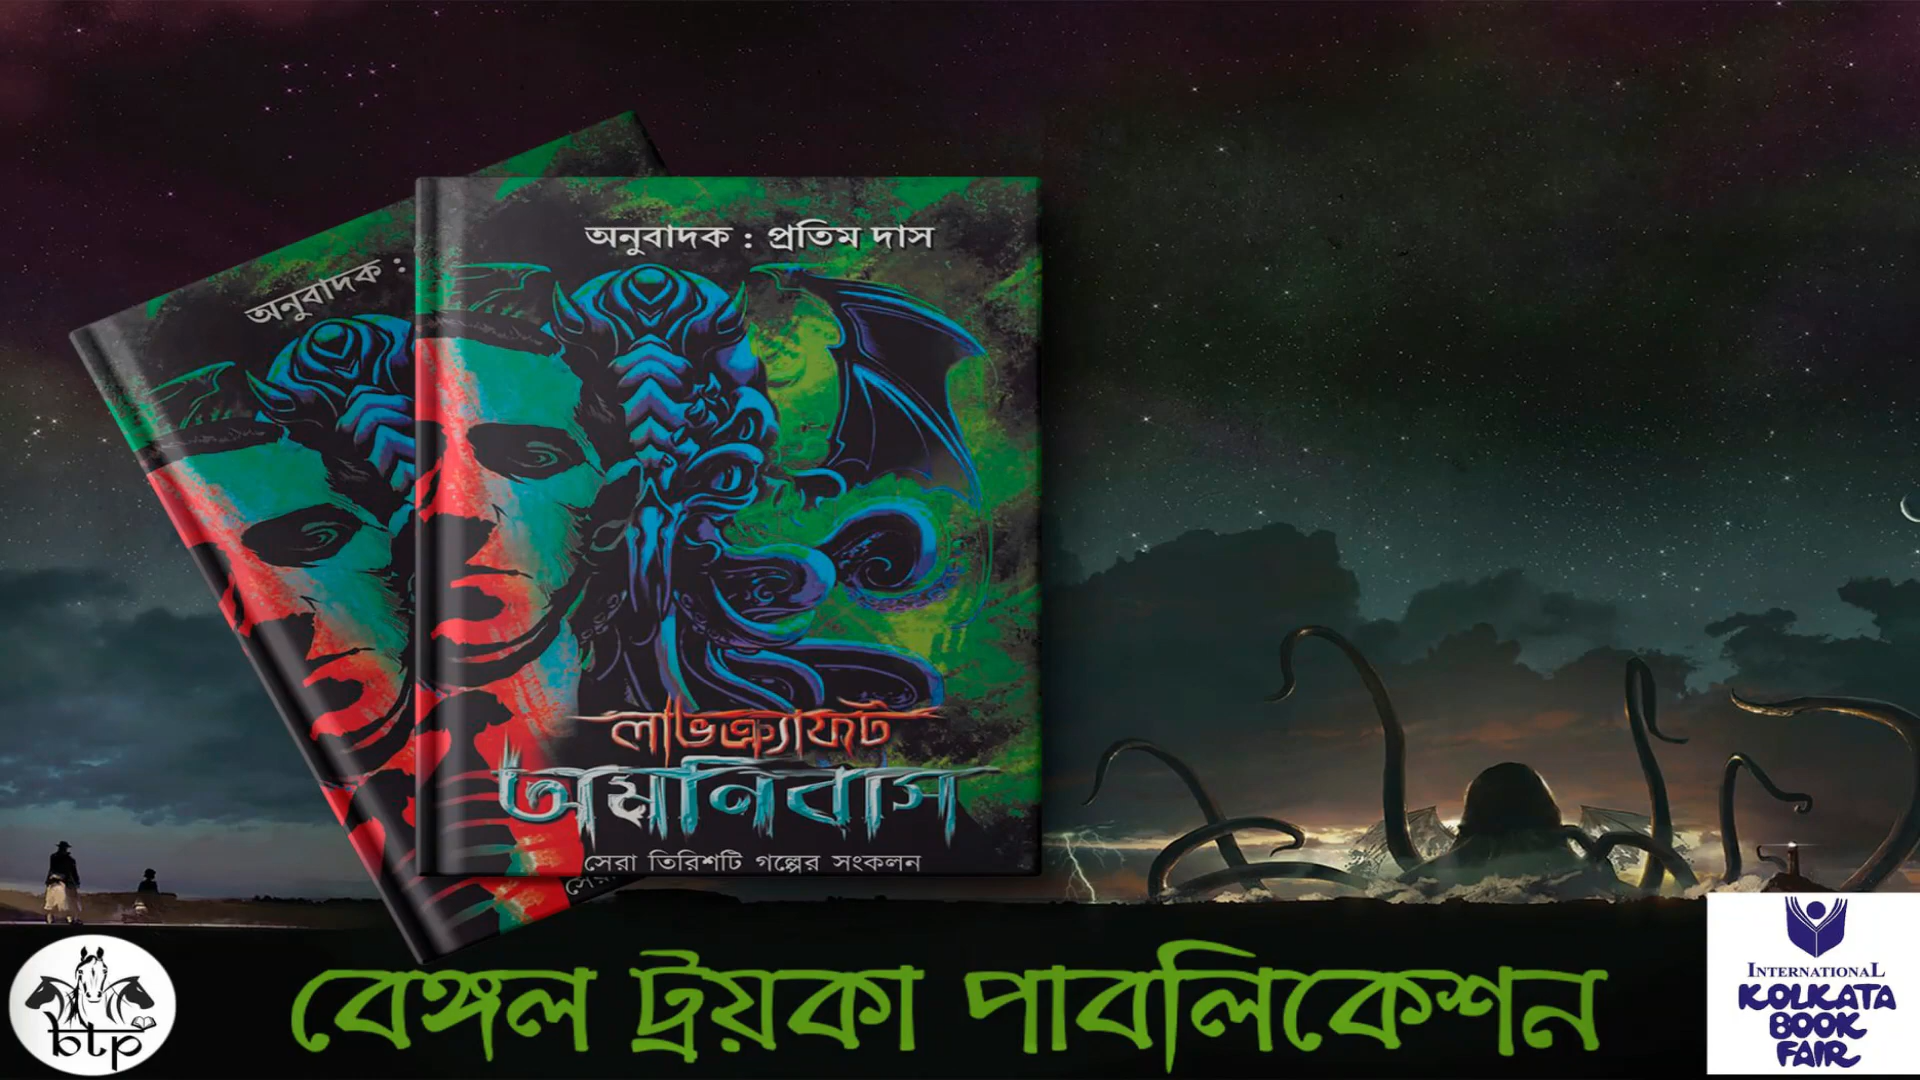 অনুবাদক : প্রতিম দাস
অনুবাদক :
লাভক্র্যাফট
অমনিবাস
সেরা তিরিশটি গল্পের সংকলন
সেরা
বেঙ্গল ট্রয়কা পাবলিকেশন
btp
INTERNATIONAL
KOLKATA
BOOK
FAIR